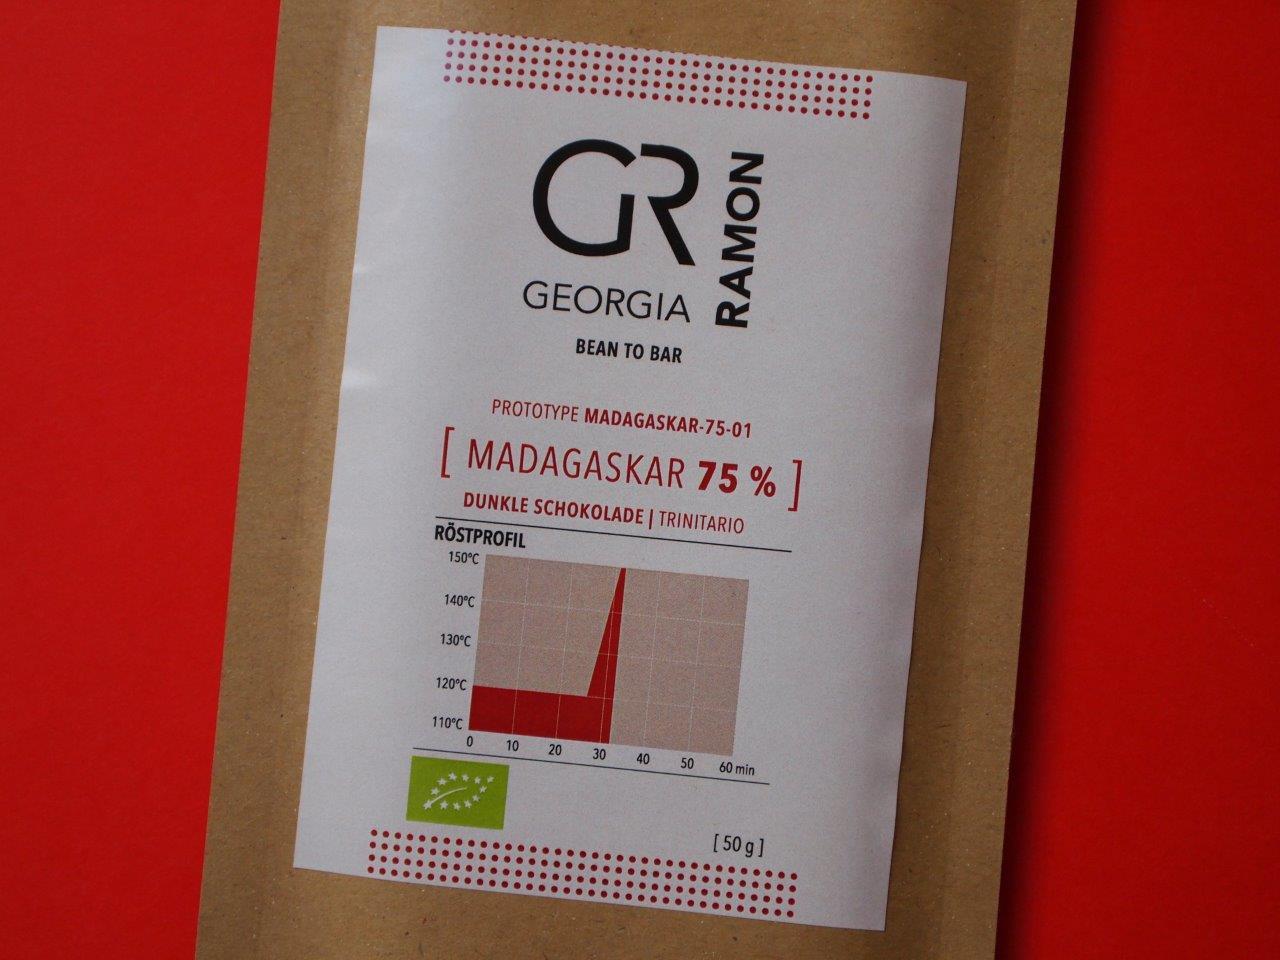 GR
GEORGIA RAMON
BEAN TO BAR
PROTOTYPE MADAGASKAR-75-01
[ MADAGASKAR 75 % ]
DUNKLE SCHOKOLADE | TRINITARIO
RÖSTPROFIL
150°C
140°C
130°C
120°C
110°C
0 10 20 30 40 50 60 min
[ 50 g ]